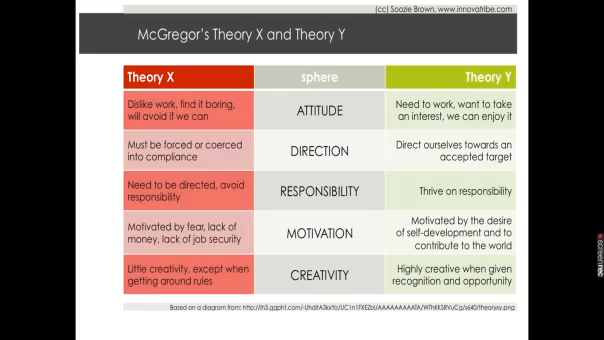 (cc) Soozie Brown, www.innovatribe.com
McGregor's Theory X and Theory Y
Theory X sphere Theory Y
Dislike work, find it boring,
will avoid if we can
ATTITUDE
Need to work, want to take
an interest, we can enjoy it
Must be forced or coerced
into compliance
DIRECTION
Direct ourselves towards an
accepted target
Need to be directed, avoid
responsibility
RESPONSIBILITY
Thrive on responsibility
Motivated by fear, lack of
money, lack of job security
MOTIVATION
Motivated by the desire
of self-development and to
contribute to the world
Little creativity, except when
getting around rules
CREATIVITY
Highly creative when given
recognition and opportunity
Based on a diagram from:
screenrec